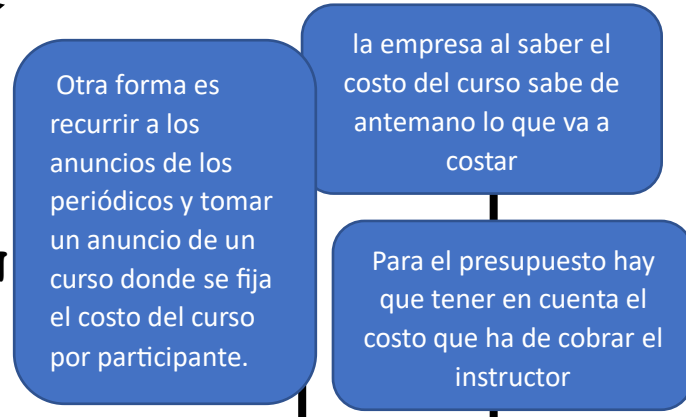 Otra forma es
recurrir a los
anuncios de los
periódicos y tomar
un anuncio de un
curso donde se fija
el costo del curso
por participante.
la empresa al saber el
costo del curso sabe de
antemano lo que va a
costar
Para el presupuesto hay
que tener en cuenta el
costo que ha de cobrar el
instructor